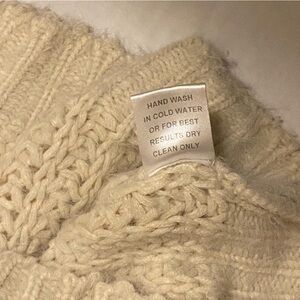 HAND WASH
IN COLD WATER
OR FOR BEST
RESULTS DRY
CLEAN ONLY